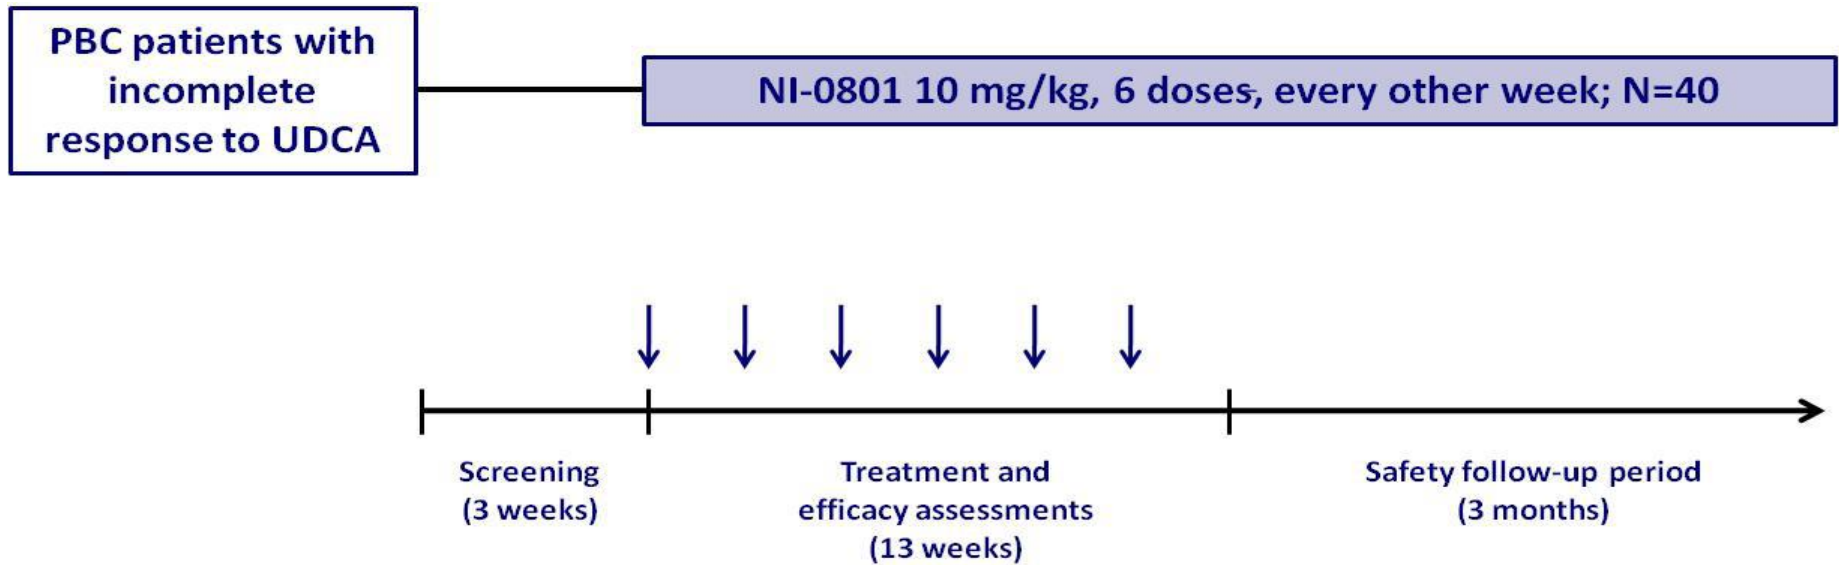 PBC patients with
incomplete
response to UDCA
NI-0801 10 mg/kg, 6 doses, every other week; N=40
Screening
(3 weeks)
Treatment and
efficacy assessments
(13 weeks)
Safety follow-up period
(3 months)